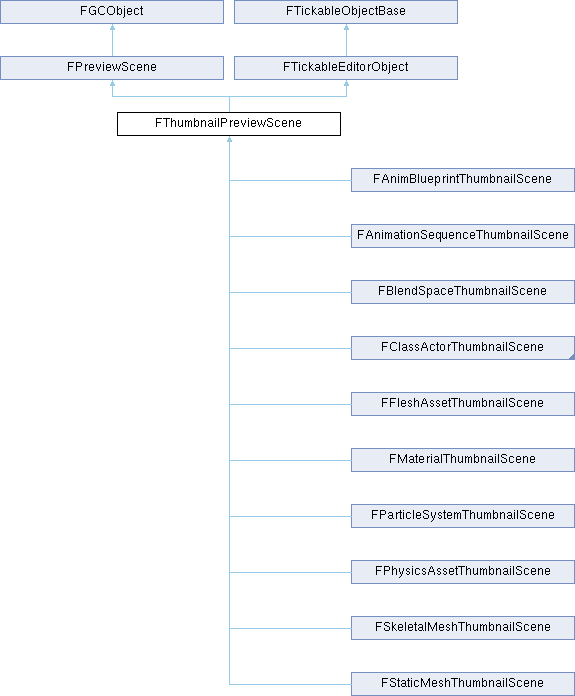 FGCObject
FTickableObjectBase
FPreviewScene
FTickableEditorObject
FThumbnailPreviewScene
FAnimBlueprintThumbnailScene
FAnimationSequenceThumbnailScene
FBlendSpaceThumbnailScene
FClassActorThumbnailScene
FFleshAssetThumbnailScene
FMaterialThumbnailScene
FParticleSystemThumbnailScene
FPhysicsAssetThumbnailScene
FSkeletalMeshThumbnailScene
FStaticMeshThumbnailScene